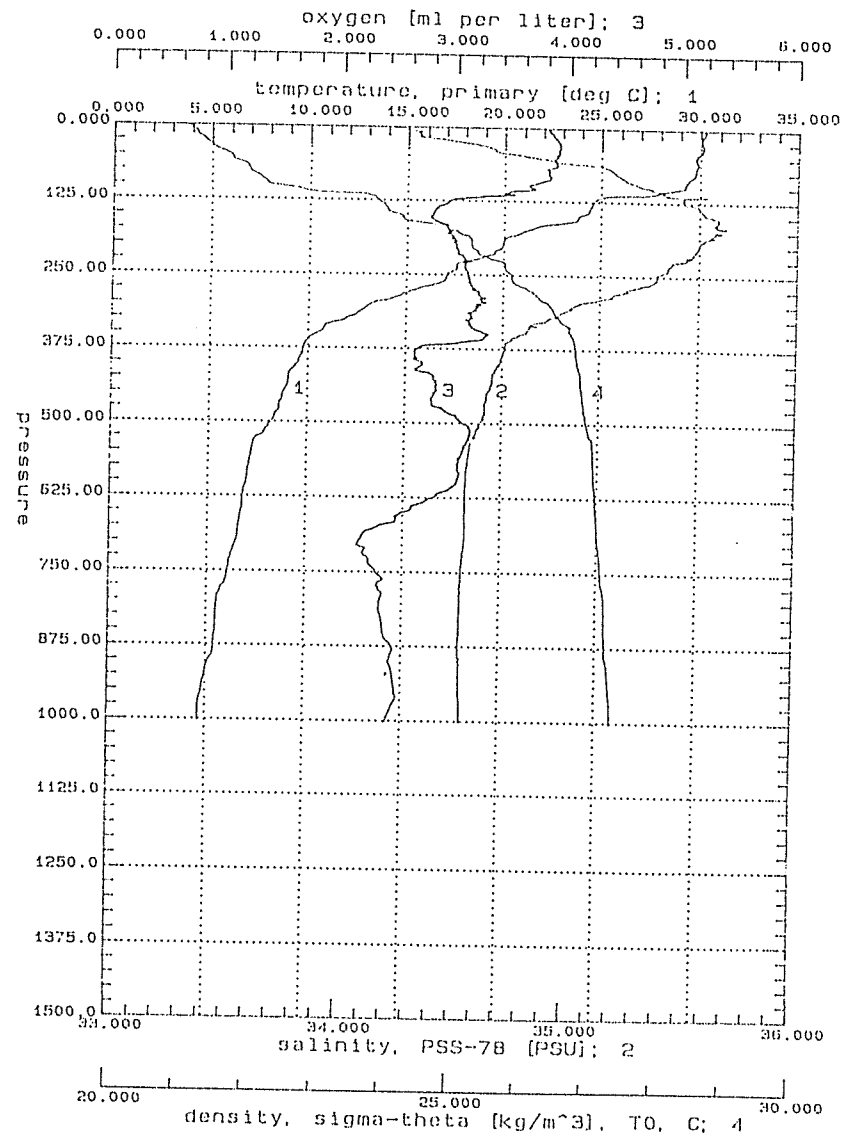 oxygen [ml per liter]; 3
0.000 1.000 2.000 3.000 4.000 5.000 6.000
temperature, primary [deg C]; 1
0.000 5.000 10.000 15.000 20.000 25.000 30.000 35.000
0.000
125.00
250.00
375.00
1 3 2 4
500.00
pressure
625.00
750.00
875.00
1000.0
1125.0
1250.0
1375.0
1500.0
33.000 34.000 35.000 36.000
salinity, PSS-78 [PSU]; 2
20.000 25.000 30.000
density, sigma-theta [kg/m^3], T0, C; 4